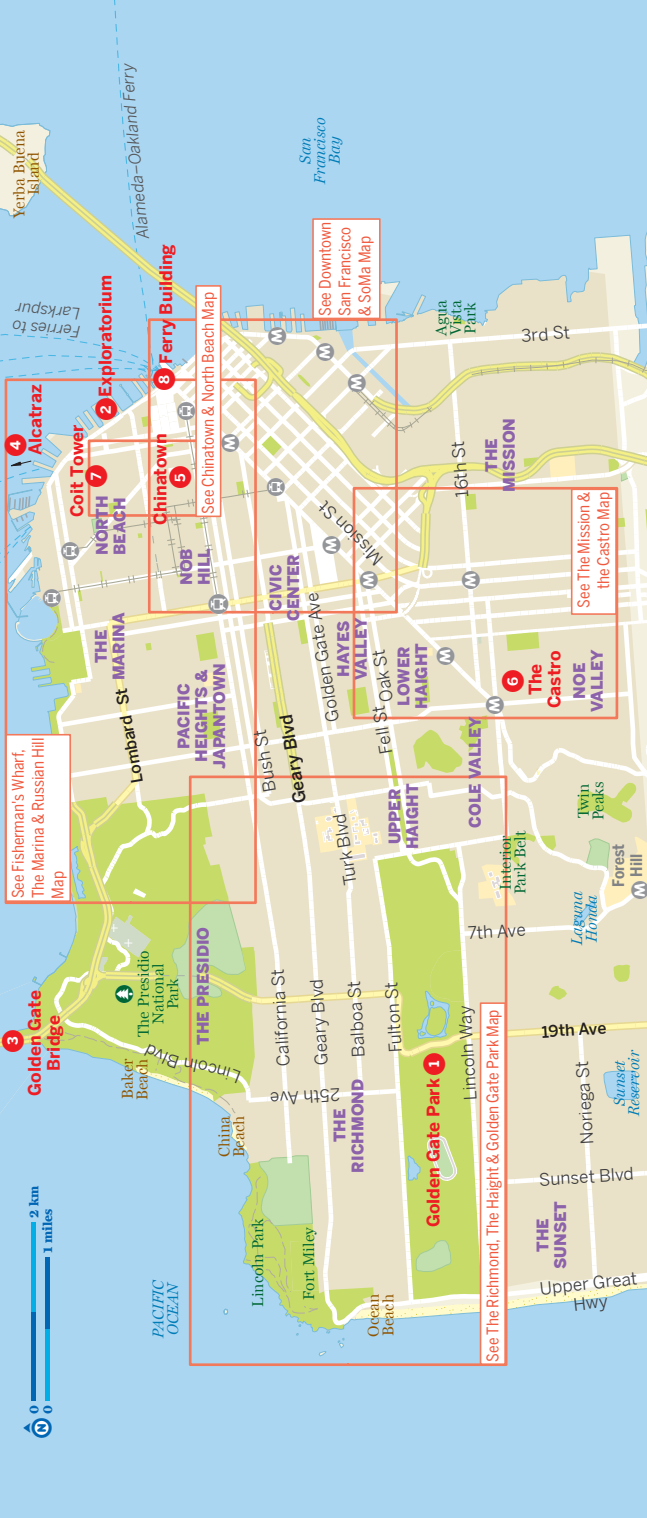 Yerba Buena
Island
Alameda–Oakland Ferry
San
Francisco
Bay
Ferries to
Larkspur
2
Exploratorium
8
Ferry Building
See Downtown
San Francisco
& SoMa Map
See Chinatown & North Beach Map
4
Alcatraz
Coit Tower
7
Chinatown
5
Agua
Vista
Park
3rd St
NORTH
BEACH
NOB
HILL
CIVIC
CENTER
Mission St
16th St
THE
MISSION
See The Mission &
the Castro Map
THE
MARINA
Lombard St
PACIFIC
HEIGHTS &
JAPANTOWN
Golden Gate Ave
HAYES
VALLEY
Oak St
Fell St
LOWER
HAIGHT
6
The
Castro
NOE
VALLEY
Bush St
Geary Blvd
See Fisherman's Wharf,
The Marina & Russian Hill
Map
Turk Blvd
UPPER
HAIGHT
COLE VALLEY
Interior
Park Belt
Twin
Peaks
Forest
Hill
Laguna
Honda
7th Ave
3
Golden Gate
Bridge
The Presidio
National
Park
THE PRESIDIO
Lincoln Blvd
Baker
Beach
China
Beach
California St
Geary Blvd
Balboa St
Fulton St
25th Ave
THE
RICHMOND
Golden Gate Park
1
Lincoln Way
19th Ave
Noriega St
Sunset
Reservoir
Sunset Blvd
THE
SUNSET
Upper Great
Hwy
See The Richmond, The Haight & Golden Gate Park Map
Lincoln Park
Fort Miley
Ocean
Beach
PACIFIC
OCEAN
N
0
2 km
0
1 miles
M
M
M
M
M
M
M
M
M
M